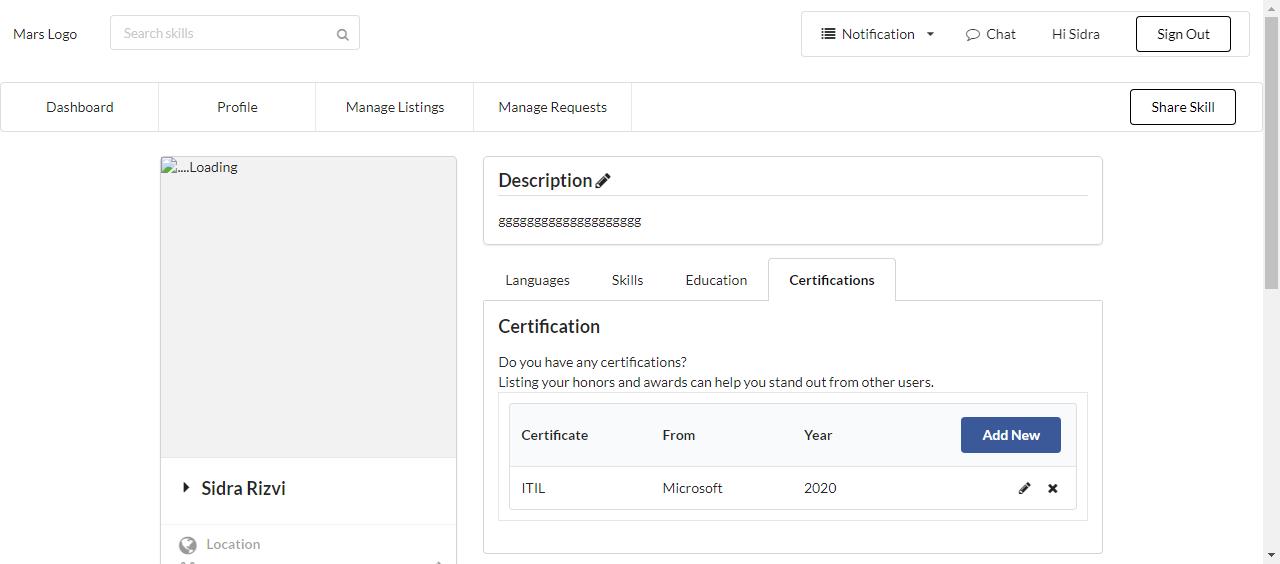 Mars Logo
Search skills
Notification
Chat
Hi Sidra
Sign Out
Dashboard
Profile
Manage Listings
Manage Requests
Share Skill
....Loading
Description
gggggggggggggggggggg
Languages
Skills
Education
Certifications
Certification
Do you have any certifications?
Listing your honors and awards can help you stand out from other users.
Certificate
From
Year
Add New
ITIL
Microsoft
2020
Sidra Rizvi
Location